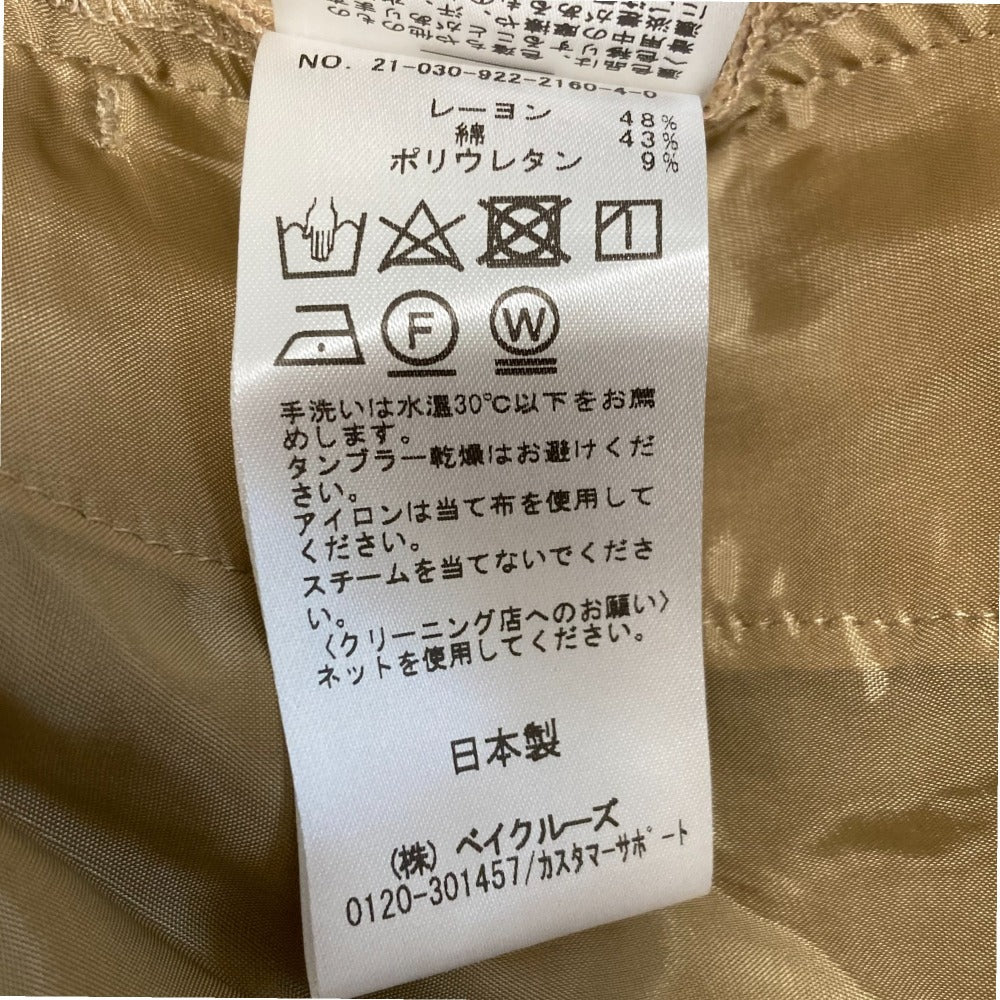 NO. 21-030-922-2160-4-0
レーヨン 48%
綿 43%
ポリウレタン 9%
F W
手洗いは水温30℃以下をお薦
めします。
タンブラー乾燥はお避けくだ
さい。
アイロンは当て布を使用して
ください。
スチームを当てないでくださ
い。
〈クリーニング店へのお願い〉
ネットを使用してください。
日本製
(株) ベイクルーズ
0120-301457/カスタマーサポート